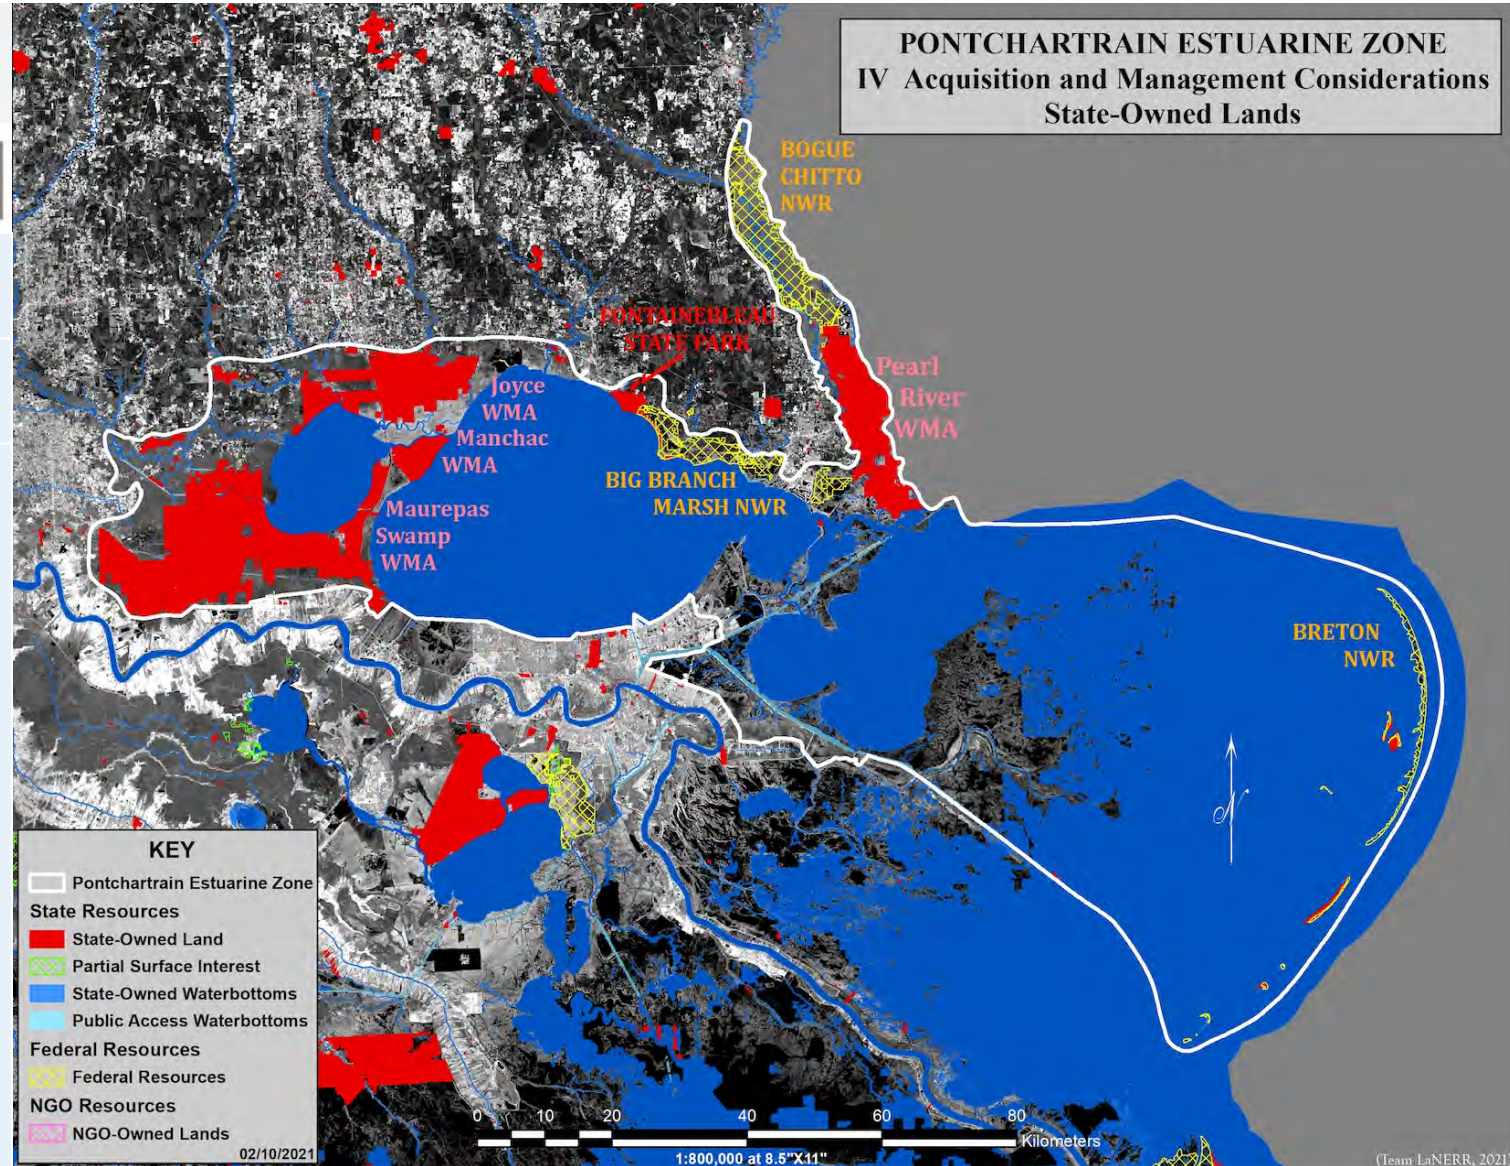 PONTCHARTRAIN ESTUARINE ZONE
IV Acquisition and Management Considerations
State-Owned Lands
BOGUE
CHITTO
NWR
FONTAINEBLEAU
STATE PARK
Pearl
River
WMA
Joyce
WMA
Manchac
WMA
BIG BRANCH
MARSH NWR
Maurepas
Swamp
WMA
BRETON
NWR
N
KEY
Pontchartrain Estuarine Zone
State Resources
State-Owned Land
Partial Surface Interest
State-Owned Waterbottoms
Public Access Waterbottoms
Federal Resources
Federal Resources
NGO Resources
NGO-Owned Lands
02/10/2021
0 10 20 40 60 80
Kilometers
1:800,000 at 8.5"X11"
(Team LaNERR, 2021